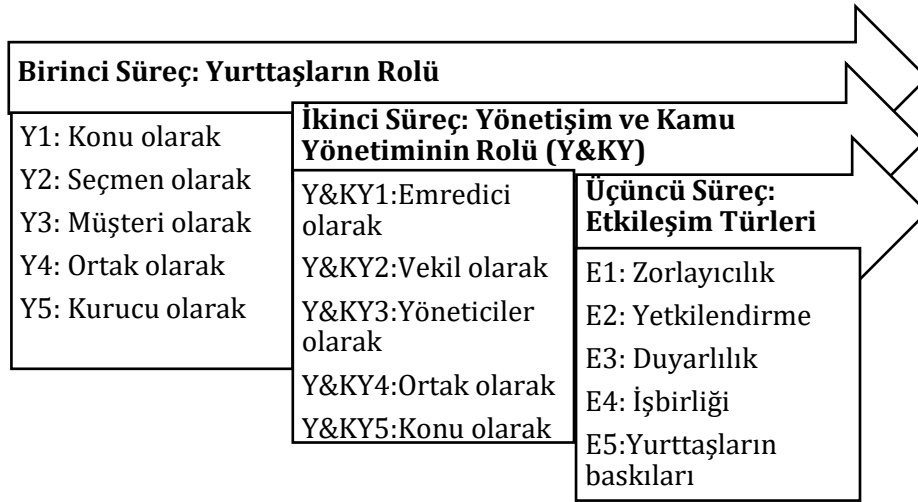 Birinci Süreç: Yurttaşların Rolü
Y1: Konu olarak
Y2: Seçmen olarak
Y3: Müşteri olarak
Y4: Ortak olarak
Y5: Kurucu olarak
İkinci Süreç: Yönetişim ve Kamu
Yönetiminin Rolü (Y&KY)
Y&KY1:Emredici
olarak
Y&KY2:Vekil olarak
Y&KY3:Yöneticiler
olarak
Y&KY4:Ortak olarak
Y&KY5:Konu olarak
Üçüncü Süreç:
Etkileşim Türleri
E1: Zorlayıcılık
E2: Yetkilendirme
E3: Duyarlılık
E4: İşbirliği
E5:Yurttaşların
baskıları